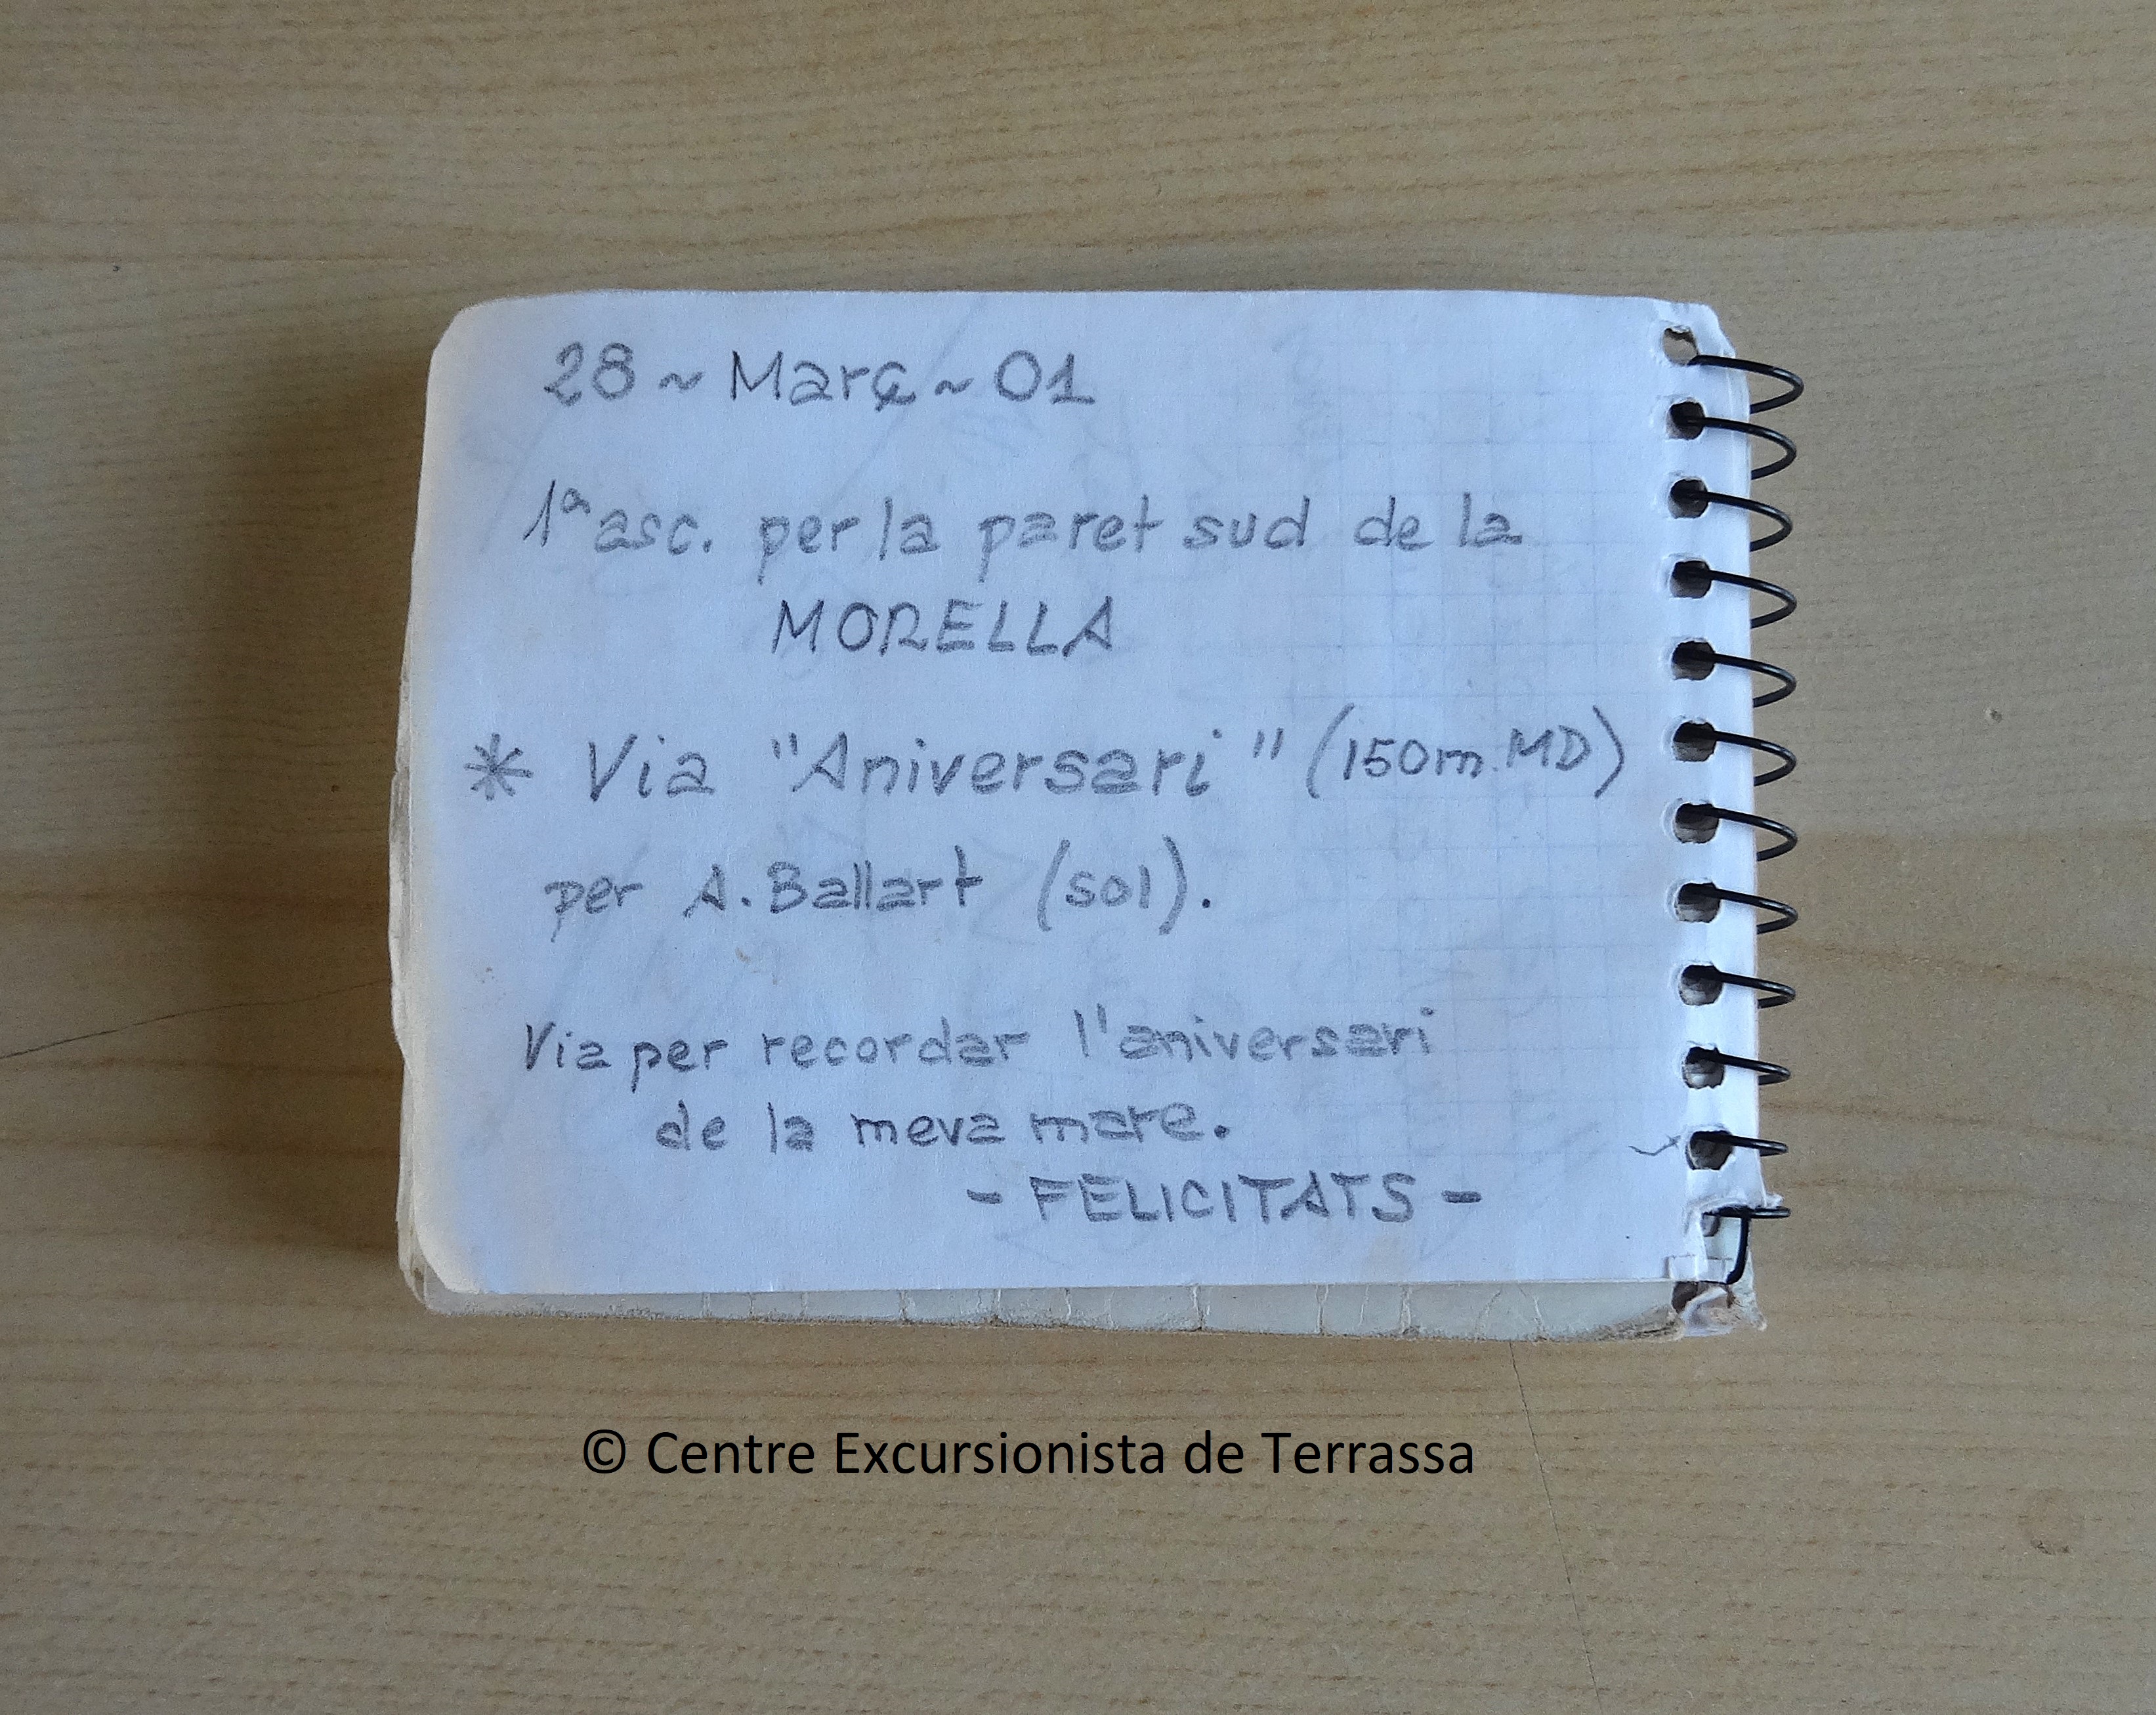 28 ~ Març ~ 01
1ª asc. per la paret sud de la
MORELLA
* Via "Aniversari" (150m. MD)
per A. Ballart (sol).
Via per recordar l'aniversari
de la meva mare.
- FELICITATS -
© Centre Excursionista de Terrassa